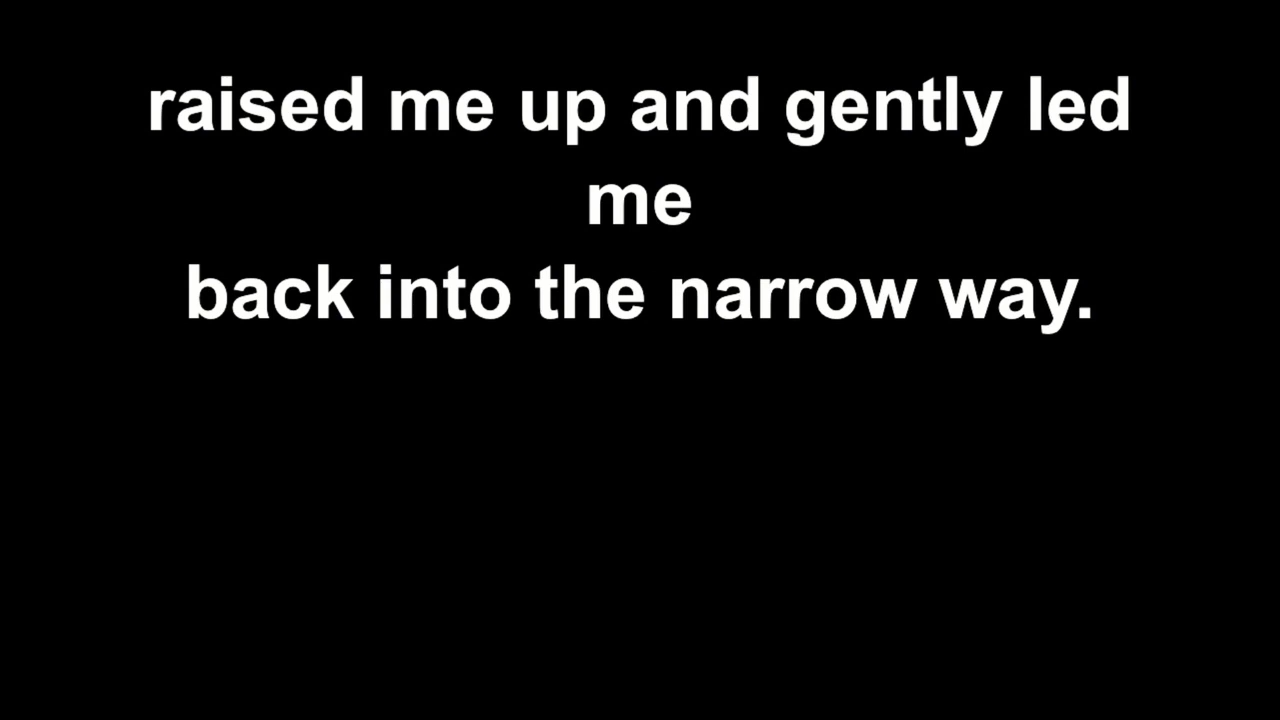 raised me up and gently led
me
back into the narrow way.